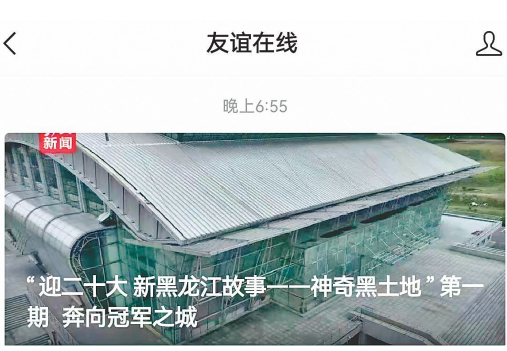 友谊在线
晚上6:55
新闻
“迎二十大 新黑龙江故事——神奇黑土地”第一
期 奔向冠军之城